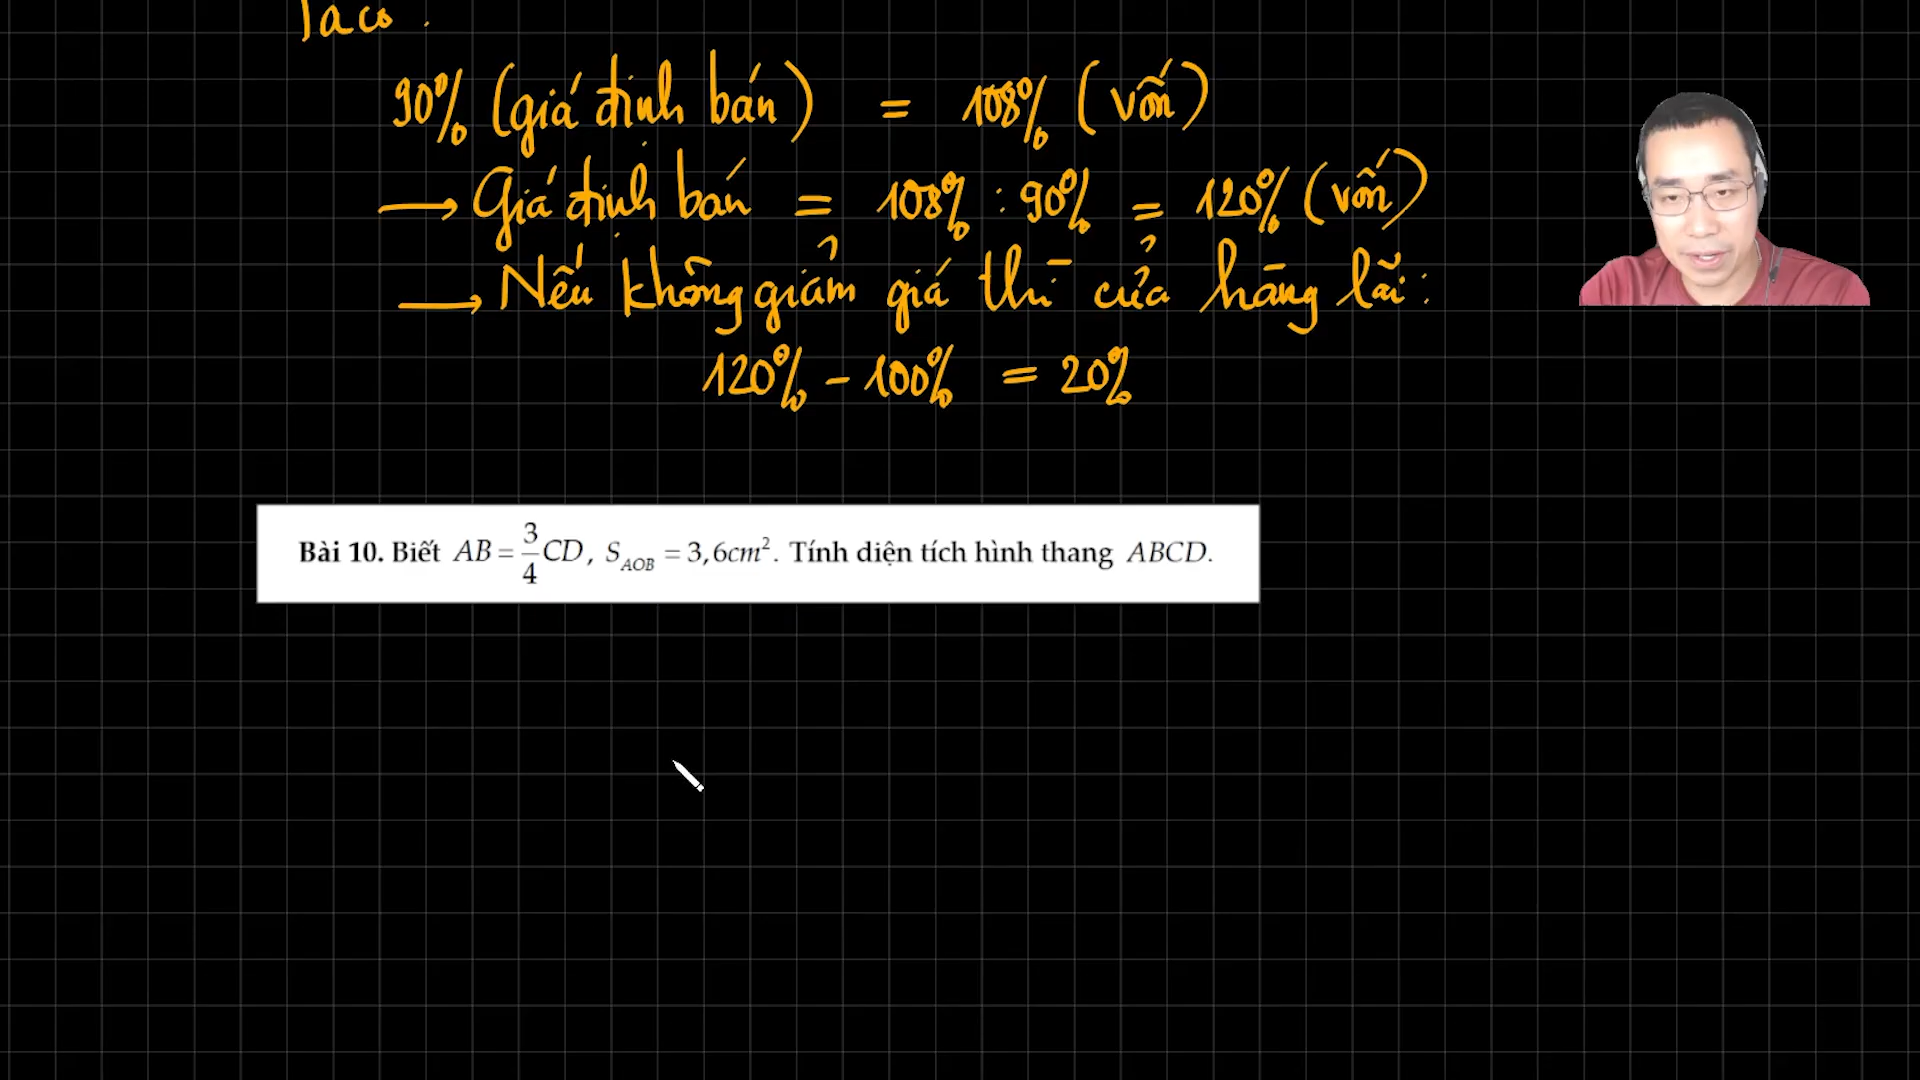 Ta có :
90% (giá định bán) = 108% (vốn)
→ Giá định bán = 108% : 90% = 120% (vốn)
→ Nếu không giảm giá thì cửa hàng lãi :
120% - 100% = 20%
Bài 10. Biết AB = 3/4 CD, S_AOB = 3,6cm². Tính diện tích hình thang ABCD.